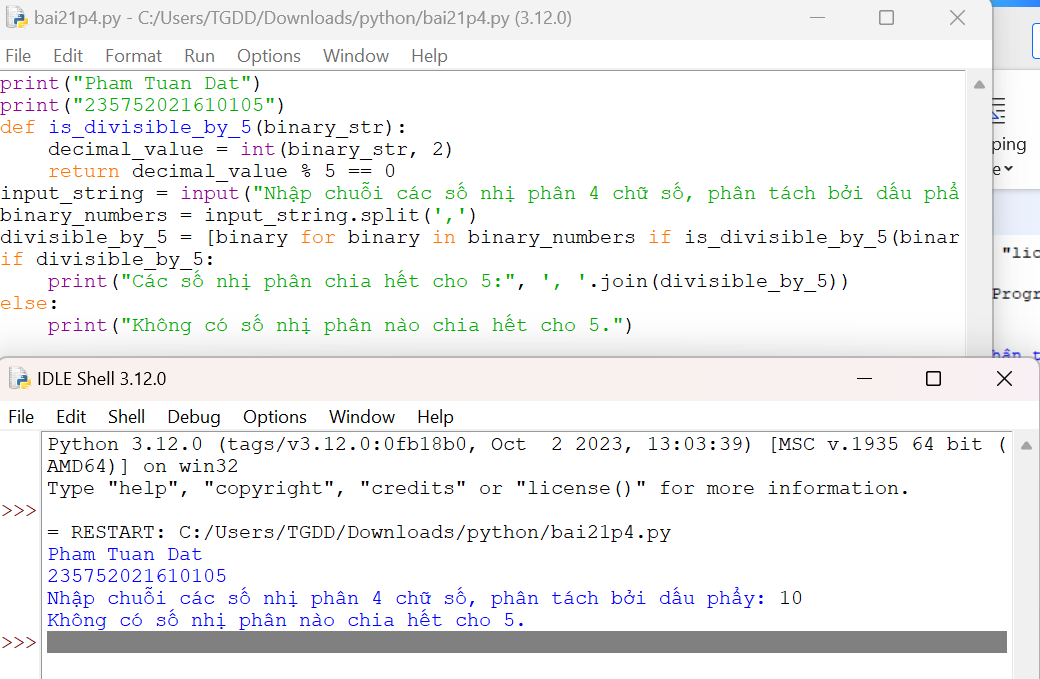 bai21p4.py - C:/Users/TGDD/Downloads/python/bai21p4.py (3.12.0)
File Edit Format Run Options Window Help
print("Pham Tuan Dat")
print("235752021610105")
def is_divisible_by_5(binary_str):
    decimal_value = int(binary_str, 2)
    return decimal_value % 5 == 0
input_string = input("Nhập chuỗi các số nhị phân 4 chữ số, phân tách bởi dấu phẩ
binary_numbers = input_string.split(',')
divisible_by_5 = [binary for binary in binary_numbers if is_divisible_by_5(binar
if divisible_by_5:
    print("Các số nhị phân chia hết cho 5:", ', '.join(divisible_by_5))
else:
    print("Không có số nhị phân nào chia hết cho 5.")
ping
e
"lic
Progr
hân t
IDLE Shell 3.12.0
File Edit Shell Debug Options Window Help
Python 3.12.0 (tags/v3.12.0:0fb18b0, Oct  2 2023, 13:03:39) [MSC v.1935 64 bit (
AMD64)] on win32
Type "help", "copyright", "credits" or "license()" for more information.
>>>
= RESTART: C:/Users/TGDD/Downloads/python/bai21p4.py
Pham Tuan Dat
235752021610105
Nhập chuỗi các số nhị phân 4 chữ số, phân tách bởi dấu phẩy: 10
Không có số nhị phân nào chia hết cho 5.
>>>